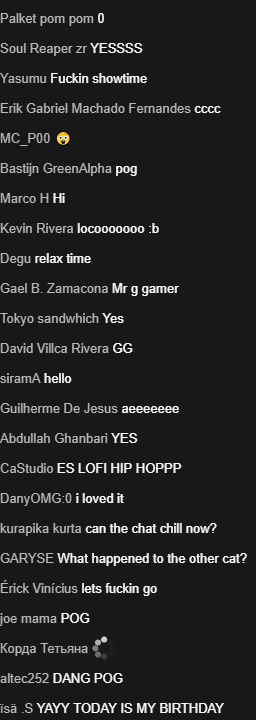 Palket pom pom 0
Soul Reaper zr YESSSS
Yasumu Fuckin showtime
Erik Gabriel Machado Fernandes cccc
MC_P00 😲
Bastijn GreenAlpha pog
Marco H Hi
Kevin Rivera locooooooo :b
Degu relax time
Gael B. Zamacona Mr g gamer
Tokyo sandwhich Yes
David Villca Rivera GG
siramA hello
Guilherme De Jesus aeeeeeee
Abdullah Ghanbari YES
CaStudio ES LOFI HIP HOPPP
DanyOMG:0 i loved it
kurapika kurta can the chat chill now?
GARYSE What happened to the other cat?
Érick Vinícius lets fuckin go
joe mama POG
Корда Тетьяна
altec252 DANG POG
ïsä .S YAYY TODAY IS MY BIRTHDAY